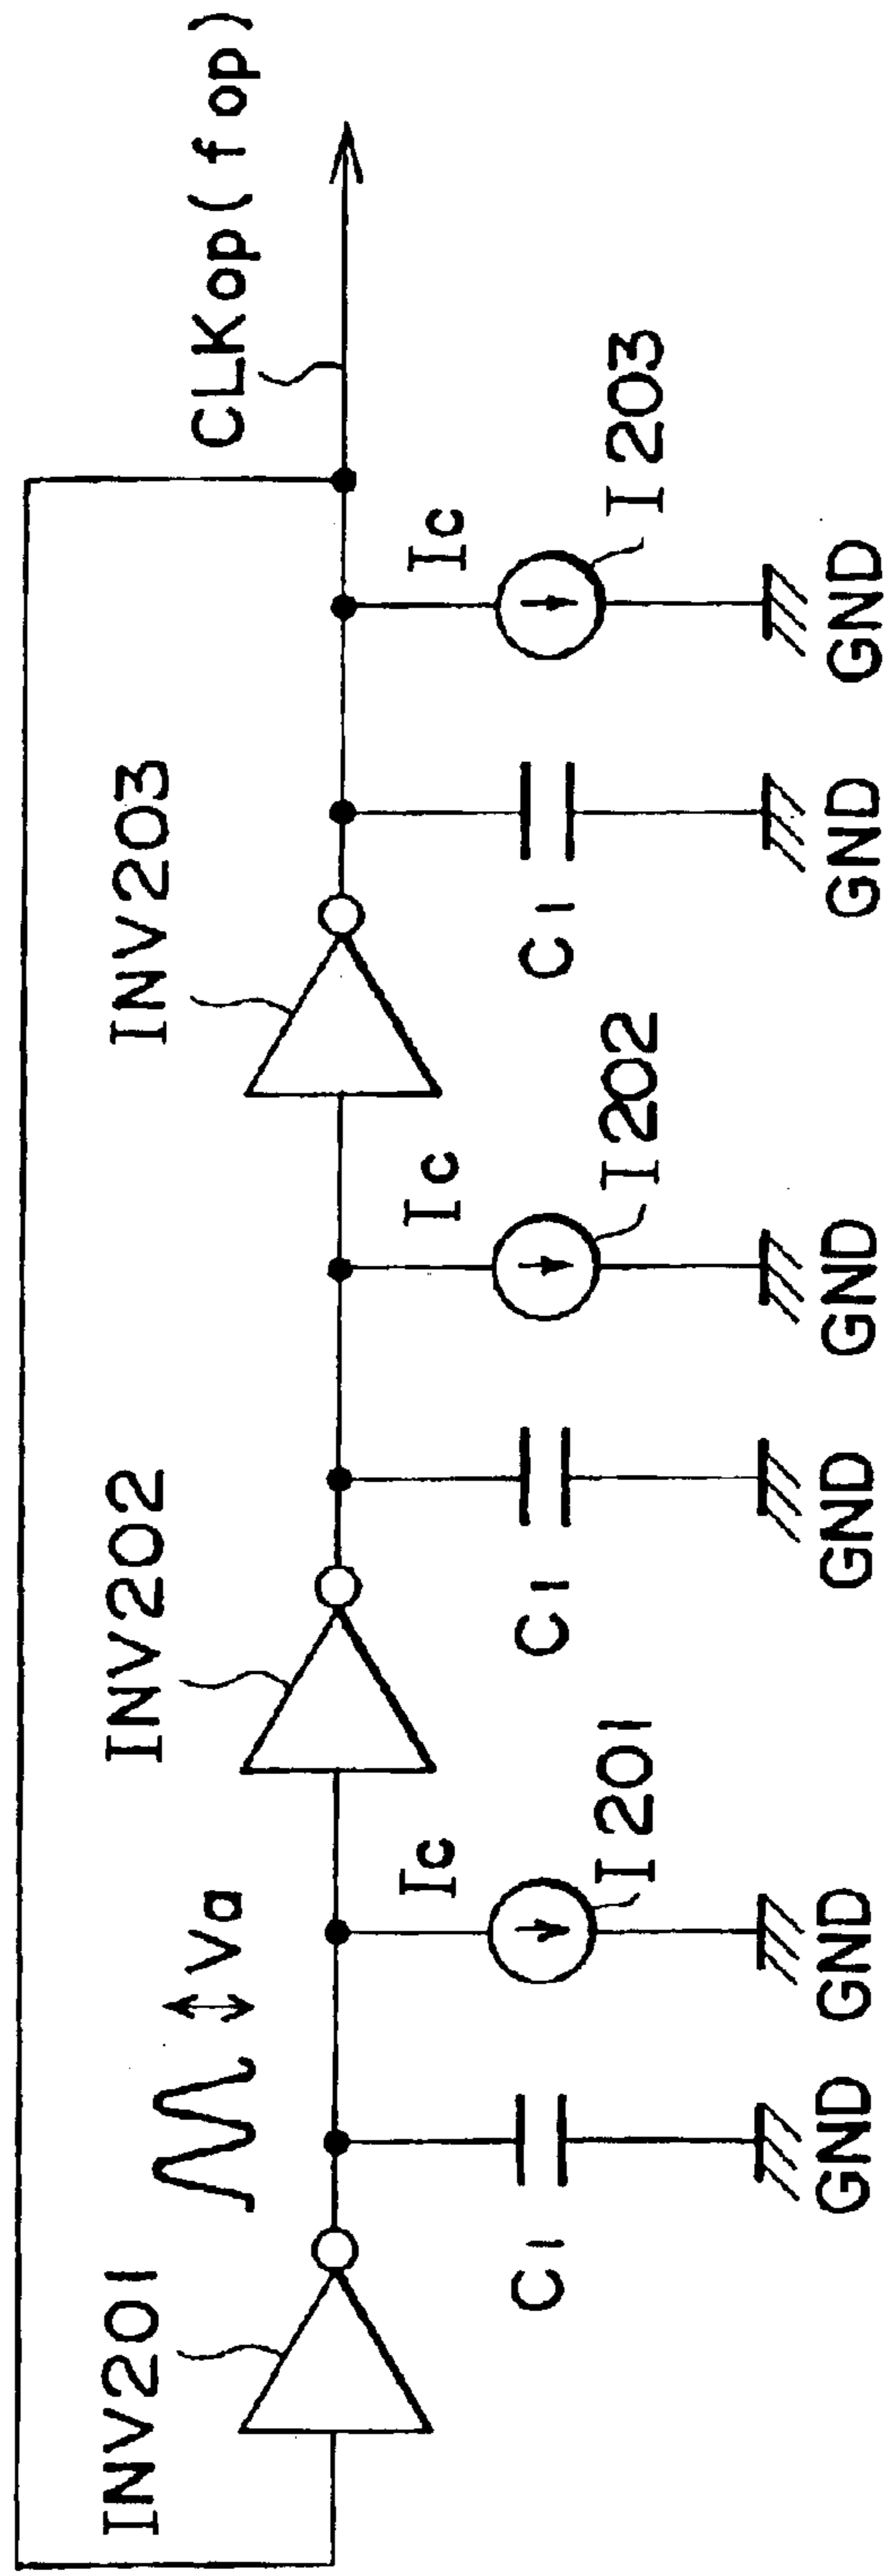 CLKop(fop)
INV201
INV202
INV203
Va
C1
Ic
I201
C1
Ic
I202
C1
Ic
I203
GND
GND
GND
GND
GND
GND